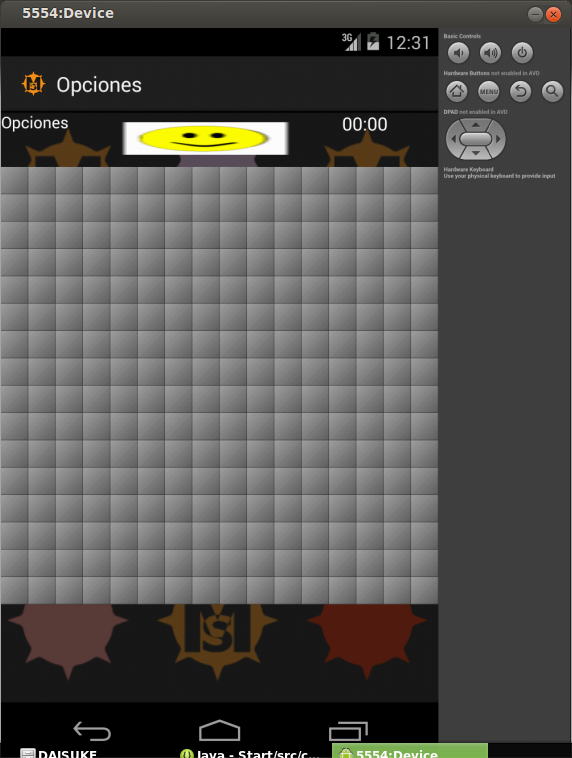 5554:Device
3G 12:31
Opciones
Opciones 00:00
Basic Controls
Hardware Buttons not enabled in AVD
MENU
DPAD not enabled in AVD
Hardware Keyboard
Use your physical keyboard to provide input
DAISUKE
Java - Start/src/c...
5554:Device